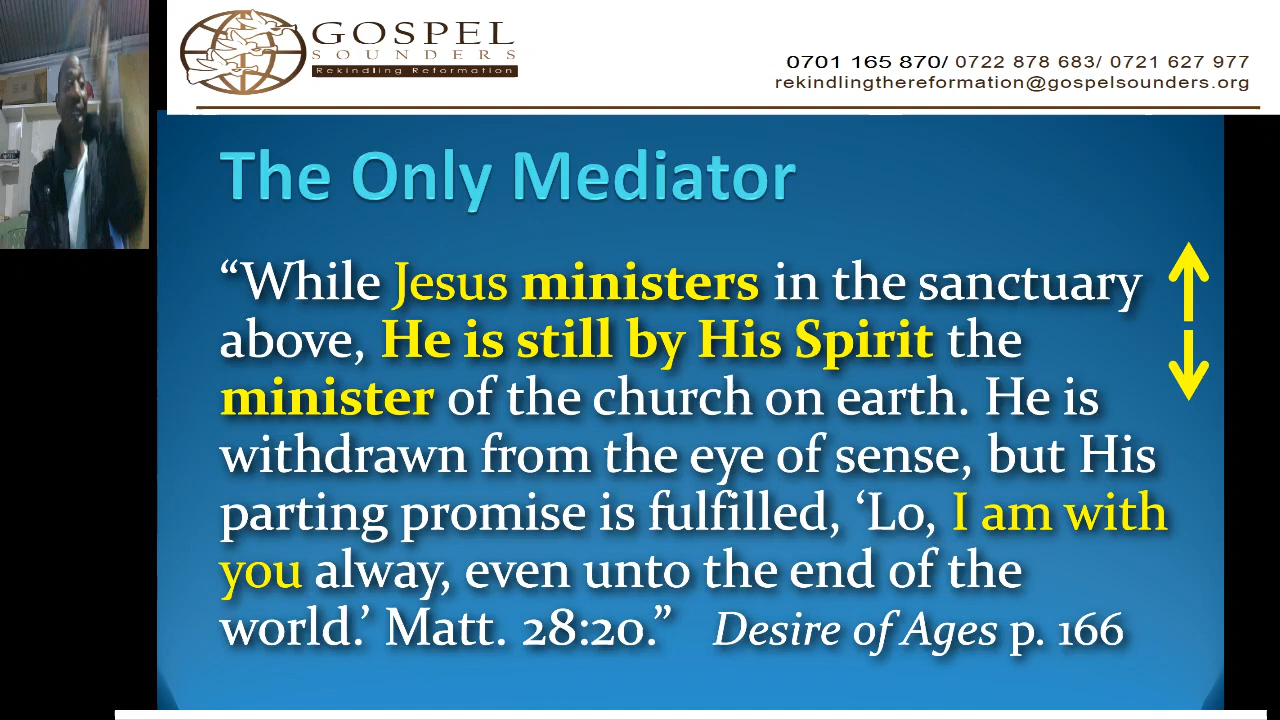 GOSPEL
SOUNDERS
Rekindling Reformation
0701 165 870/ 0722 878 683/ 0721 627 977
rekindlingthereformation@gospelsounders.org
The Only Mediator
“While Jesus ministers in the sanctuary
above, He is still by His Spirit the
minister of the church on earth. He is
withdrawn from the eye of sense, but His
parting promise is fulfilled, ‘Lo, I am with
you alway, even unto the end of the
world.’ Matt. 28:20.” Desire of Ages p. 166